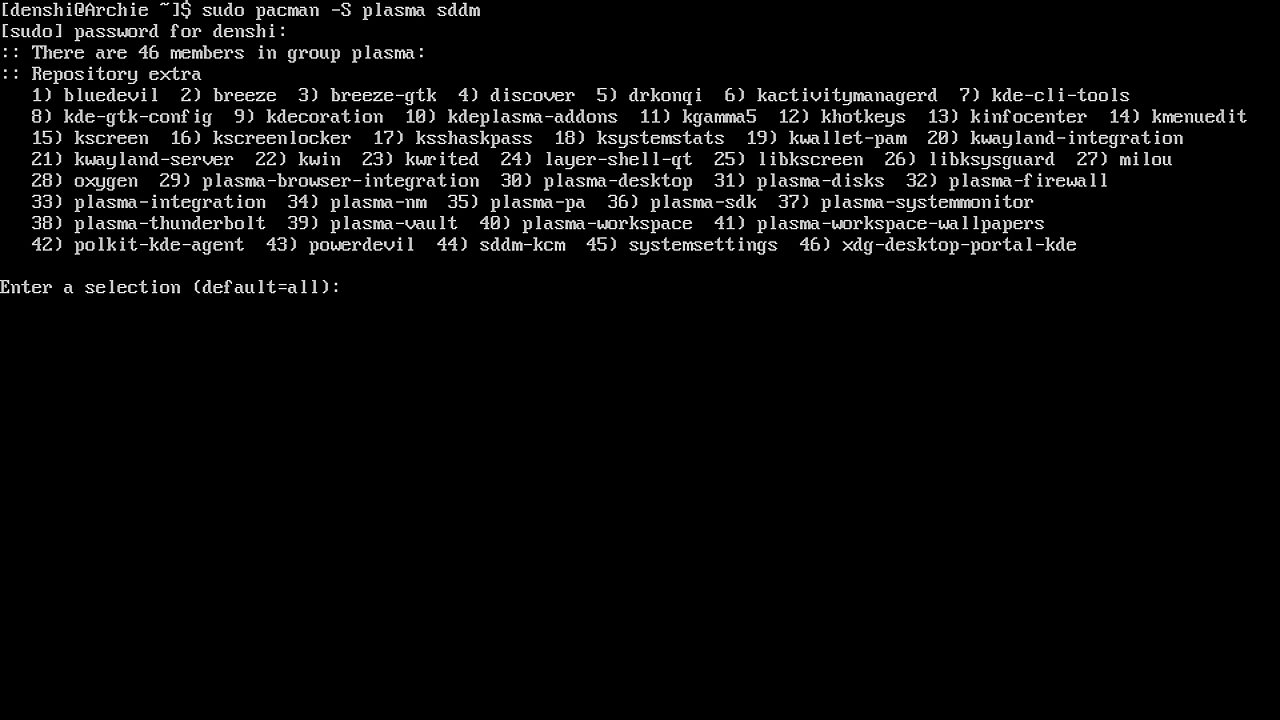 [denshi@Archie ~]$ sudo pacman -S plasma sddm
[sudo] password for denshi:
:: There are 46 members in group plasma:
:: Repository extra
   1) bluedevil  2) breeze  3) breeze-gtk  4) discover  5) drkonqi  6) kactivitymanagerd  7) kde-cli-tools
   8) kde-gtk-config  9) kdecoration  10) kdeplasma-addons  11) kgamma5  12) khotkeys  13) kinfocenter  14) kmenuedit
   15) kscreen  16) kscreenlocker  17) ksshaskpass  18) ksystemstats  19) kwallet-pam  20) kwayland-integration
   21) kwayland-server  22) kwin  23) kwrited  24) layer-shell-qt  25) libkscreen  26) libksysguard  27) milou
   28) oxygen  29) plasma-browser-integration  30) plasma-desktop  31) plasma-disks  32) plasma-firewall
   33) plasma-integration  34) plasma-nm  35) plasma-pa  36) plasma-sdk  37) plasma-systemmonitor
   38) plasma-thunderbolt  39) plasma-vault  40) plasma-workspace  41) plasma-workspace-wallpapers
   42) polkit-kde-agent  43) powerdevil  44) sddm-kcm  45) systemsettings  46) xdg-desktop-portal-kde

Enter a selection (default=all):